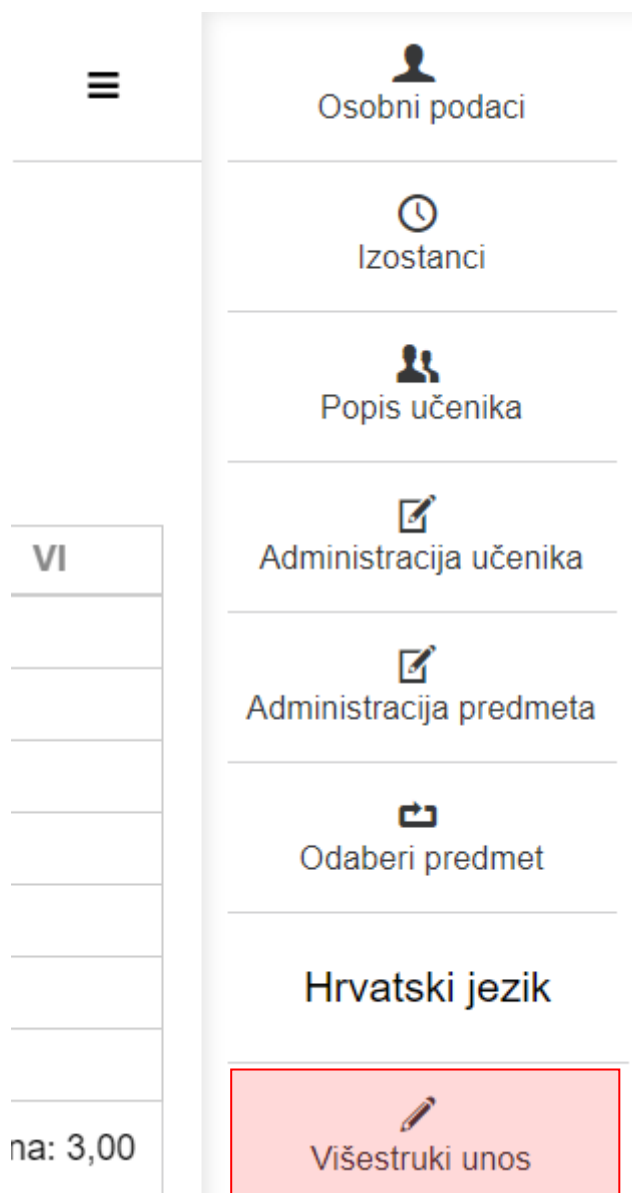 Osobni podaci
Izostanci
Popis učenika
VI
Administracija učenika
Administracija predmeta
Odaberi predmet
Hrvatski jezik
na: 3,00
Višestruki unos